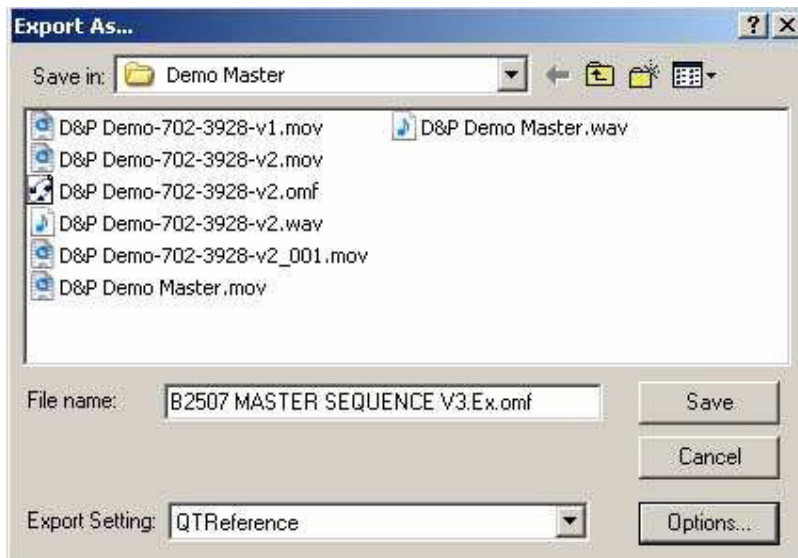 Export As...
Save in: Demo Master
D&P Demo-702-3928-v1.mov
D&P Demo-702-3928-v2.mov
D&P Demo-702-3928-v2.omf
D&P Demo-702-3928-v2.wav
D&P Demo-702-3928-v2_001.mov
D&P Demo Master.mov
D&P Demo Master.wav
File name: B2507 MASTER SEQUENCE V3.Ex.omf
Save
Cancel
Export Setting: QTReference
Options...